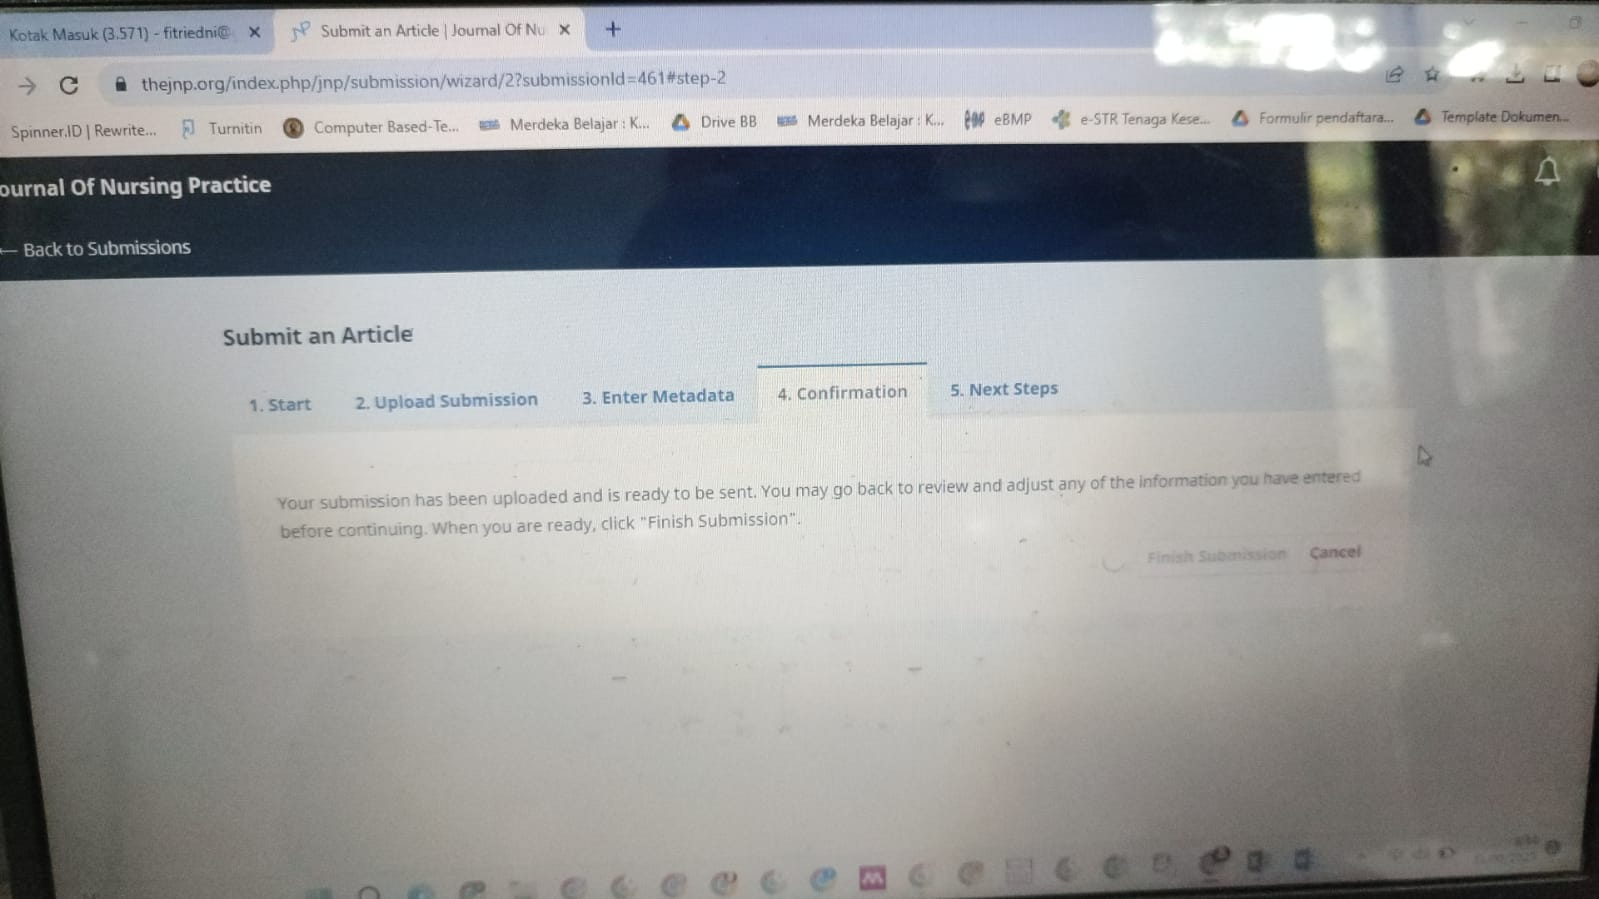 Kotak Masuk (3.571) - fitriedni@
Submit an Article | Journal Of Nu
thejnp.org/index.php/jnp/submission/wizard/2?submissionId=461#step-2
Spinner.ID | Rewrite...
Turnitin
Computer Based-Te...
Merdeka Belajar : K...
Drive BB
Merdeka Belajar : K...
eBMP
e-STR Tenaga Kese...
Formulir pendaftara...
Template Dokumen...
ournal Of Nursing Practice
← Back to Submissions
Submit an Article
1. Start
2. Upload Submission
3. Enter Metadata
4. Confirmation
5. Next Steps
Your submission has been uploaded and is ready to be sent. You may go back to review and adjust any of the information you have entered
before continuing. When you are ready, click "Finish Submission".
Finish Submission
Cancel